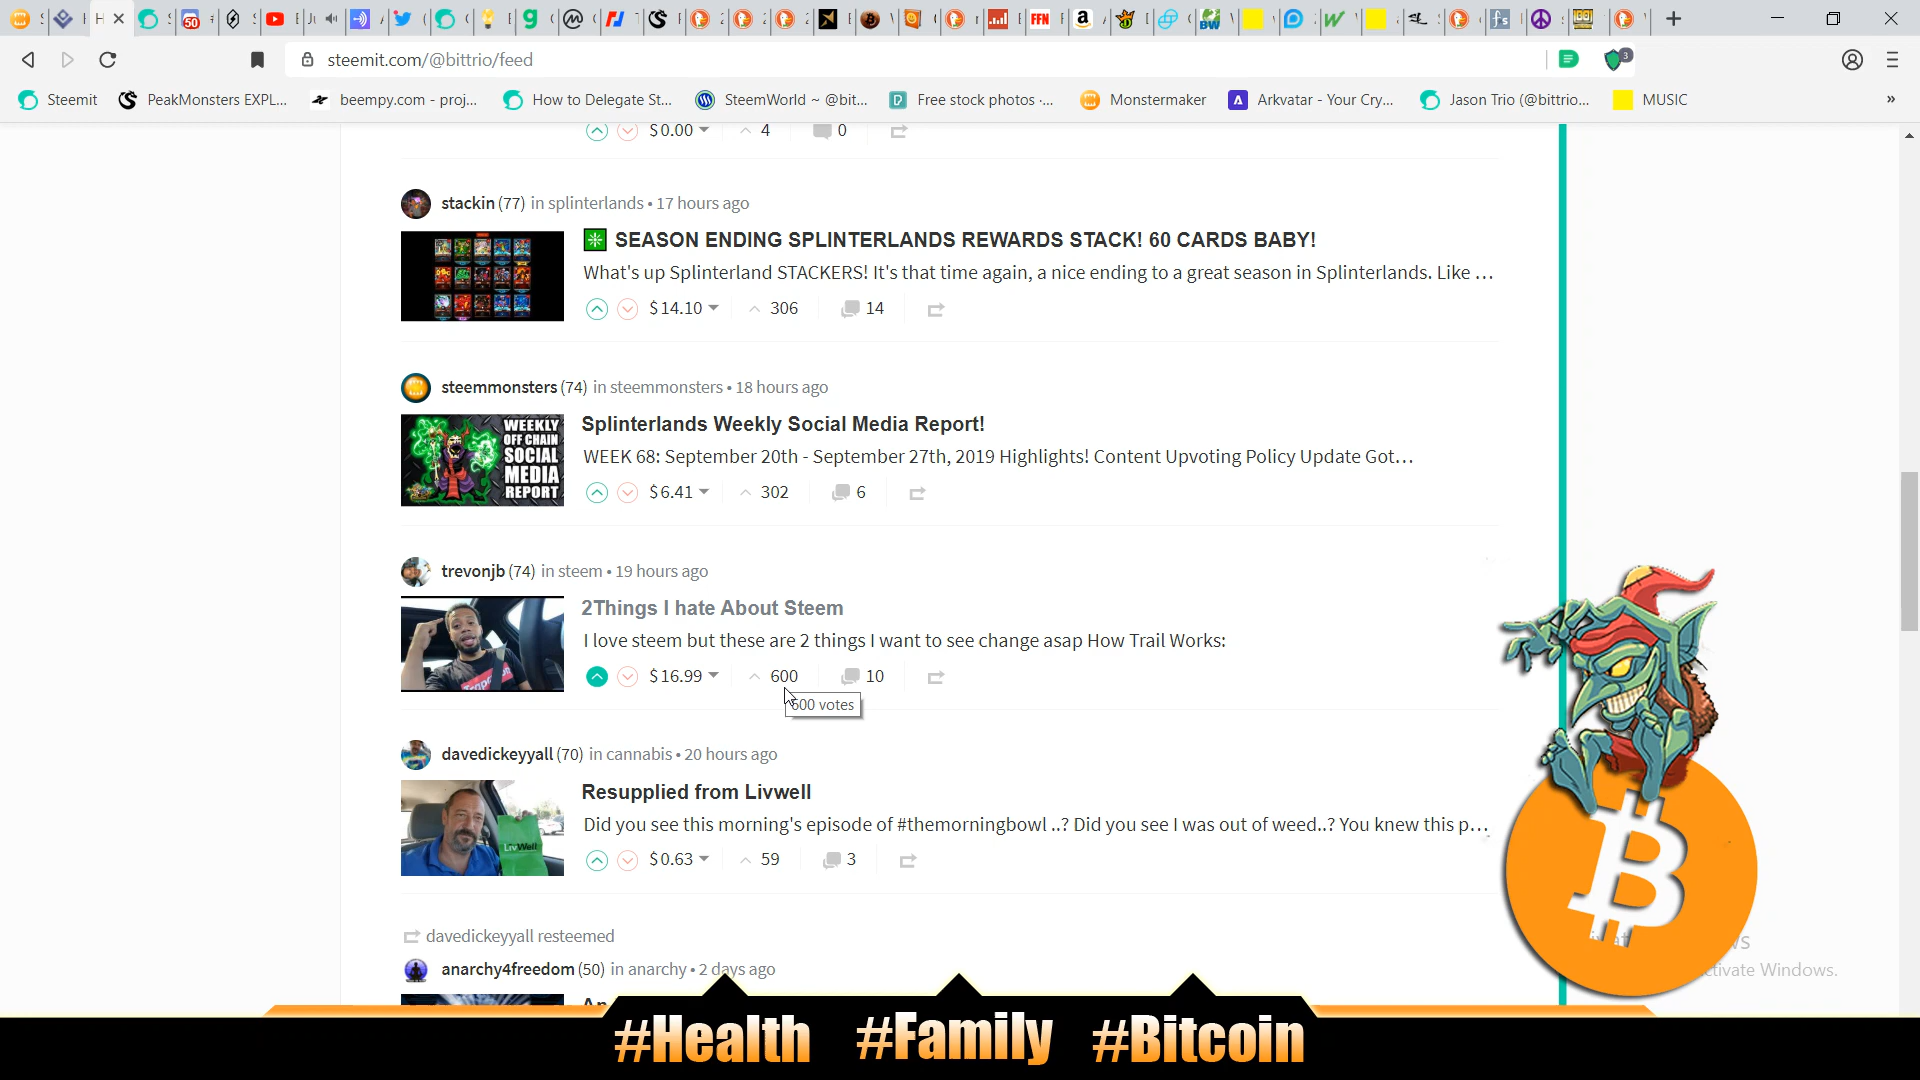 steemit.com/@bittrio/feed
3
Steemit
PeakMonsters EXPL...
beempy.com - proj...
How to Delegate St...
SteemWorld ~ @bit...
Free stock photos ·...
Monstermaker
Arkvatar - Your Cry...
Jason Trio (@bittrio...
MUSIC
»
$0.00 4 0
stackin (77) in splinterlands • 17 hours ago
SEASON ENDING SPLINTERLANDS REWARDS STACK! 60 CARDS BABY!
What's up Splinterland STACKERS! It's that time again, a nice ending to a great season in Splinterlands. Like ...
$14.10 306 14
steemmonsters (74) in steemmonsters • 18 hours ago
WEEKLY
OFF CHAIN
SOCIAL
MEDIA
REPORT
Splinterlands Weekly Social Media Report!
WEEK 68: September 20th - September 27th, 2019 Highlights! Content Upvoting Policy Update Got...
$6.41 302 6
trevonjb (74) in steem • 19 hours ago
2Things I hate About Steem
I love steem but these are 2 things I want to see change asap How Trail Works:
$16.99 600 10
600 votes
davedickeyyall (70) in cannabis • 20 hours ago
LivWell
Resupplied from Livwell
Did you see this morning's episode of #themorningbowl ..? Did you see I was out of weed..? You knew this p...
$0.63 59 3
davedickeyyall resteemed
anarchy4freedom (50) in anarchy • 2 days ago
Windows.
#Health #Family #Bitcoin